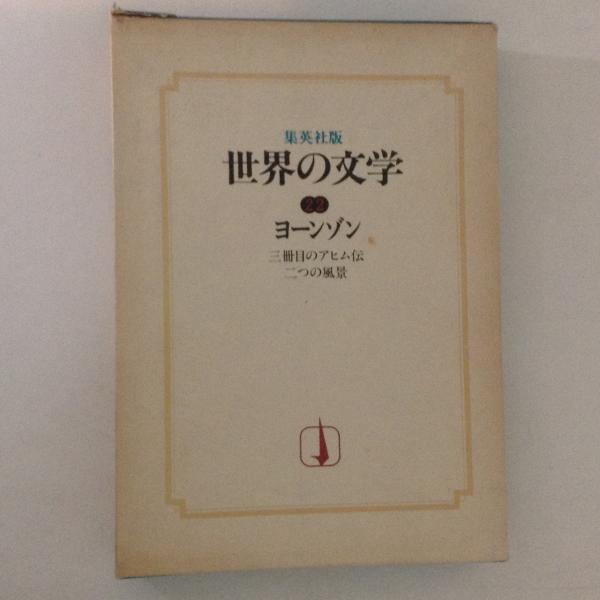 集英社版
世界の文学
22
ヨーンゾン
三冊目のアヒム伝
二つの風景